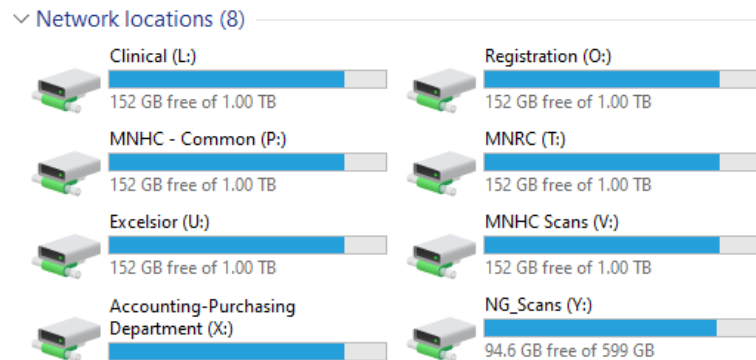 Network locations (8)
Clinical (L:)
152 GB free of 1.00 TB
Registration (O:)
152 GB free of 1.00 TB
MNHC - Common (P:)
152 GB free of 1.00 TB
MNRC (T:)
152 GB free of 1.00 TB
Excelsior (U:)
152 GB free of 1.00 TB
MNHC Scans (V:)
152 GB free of 1.00 TB
Accounting-Purchasing
Department (X:)
NG_Scans (Y:)
94.6 GB free of 599 GB